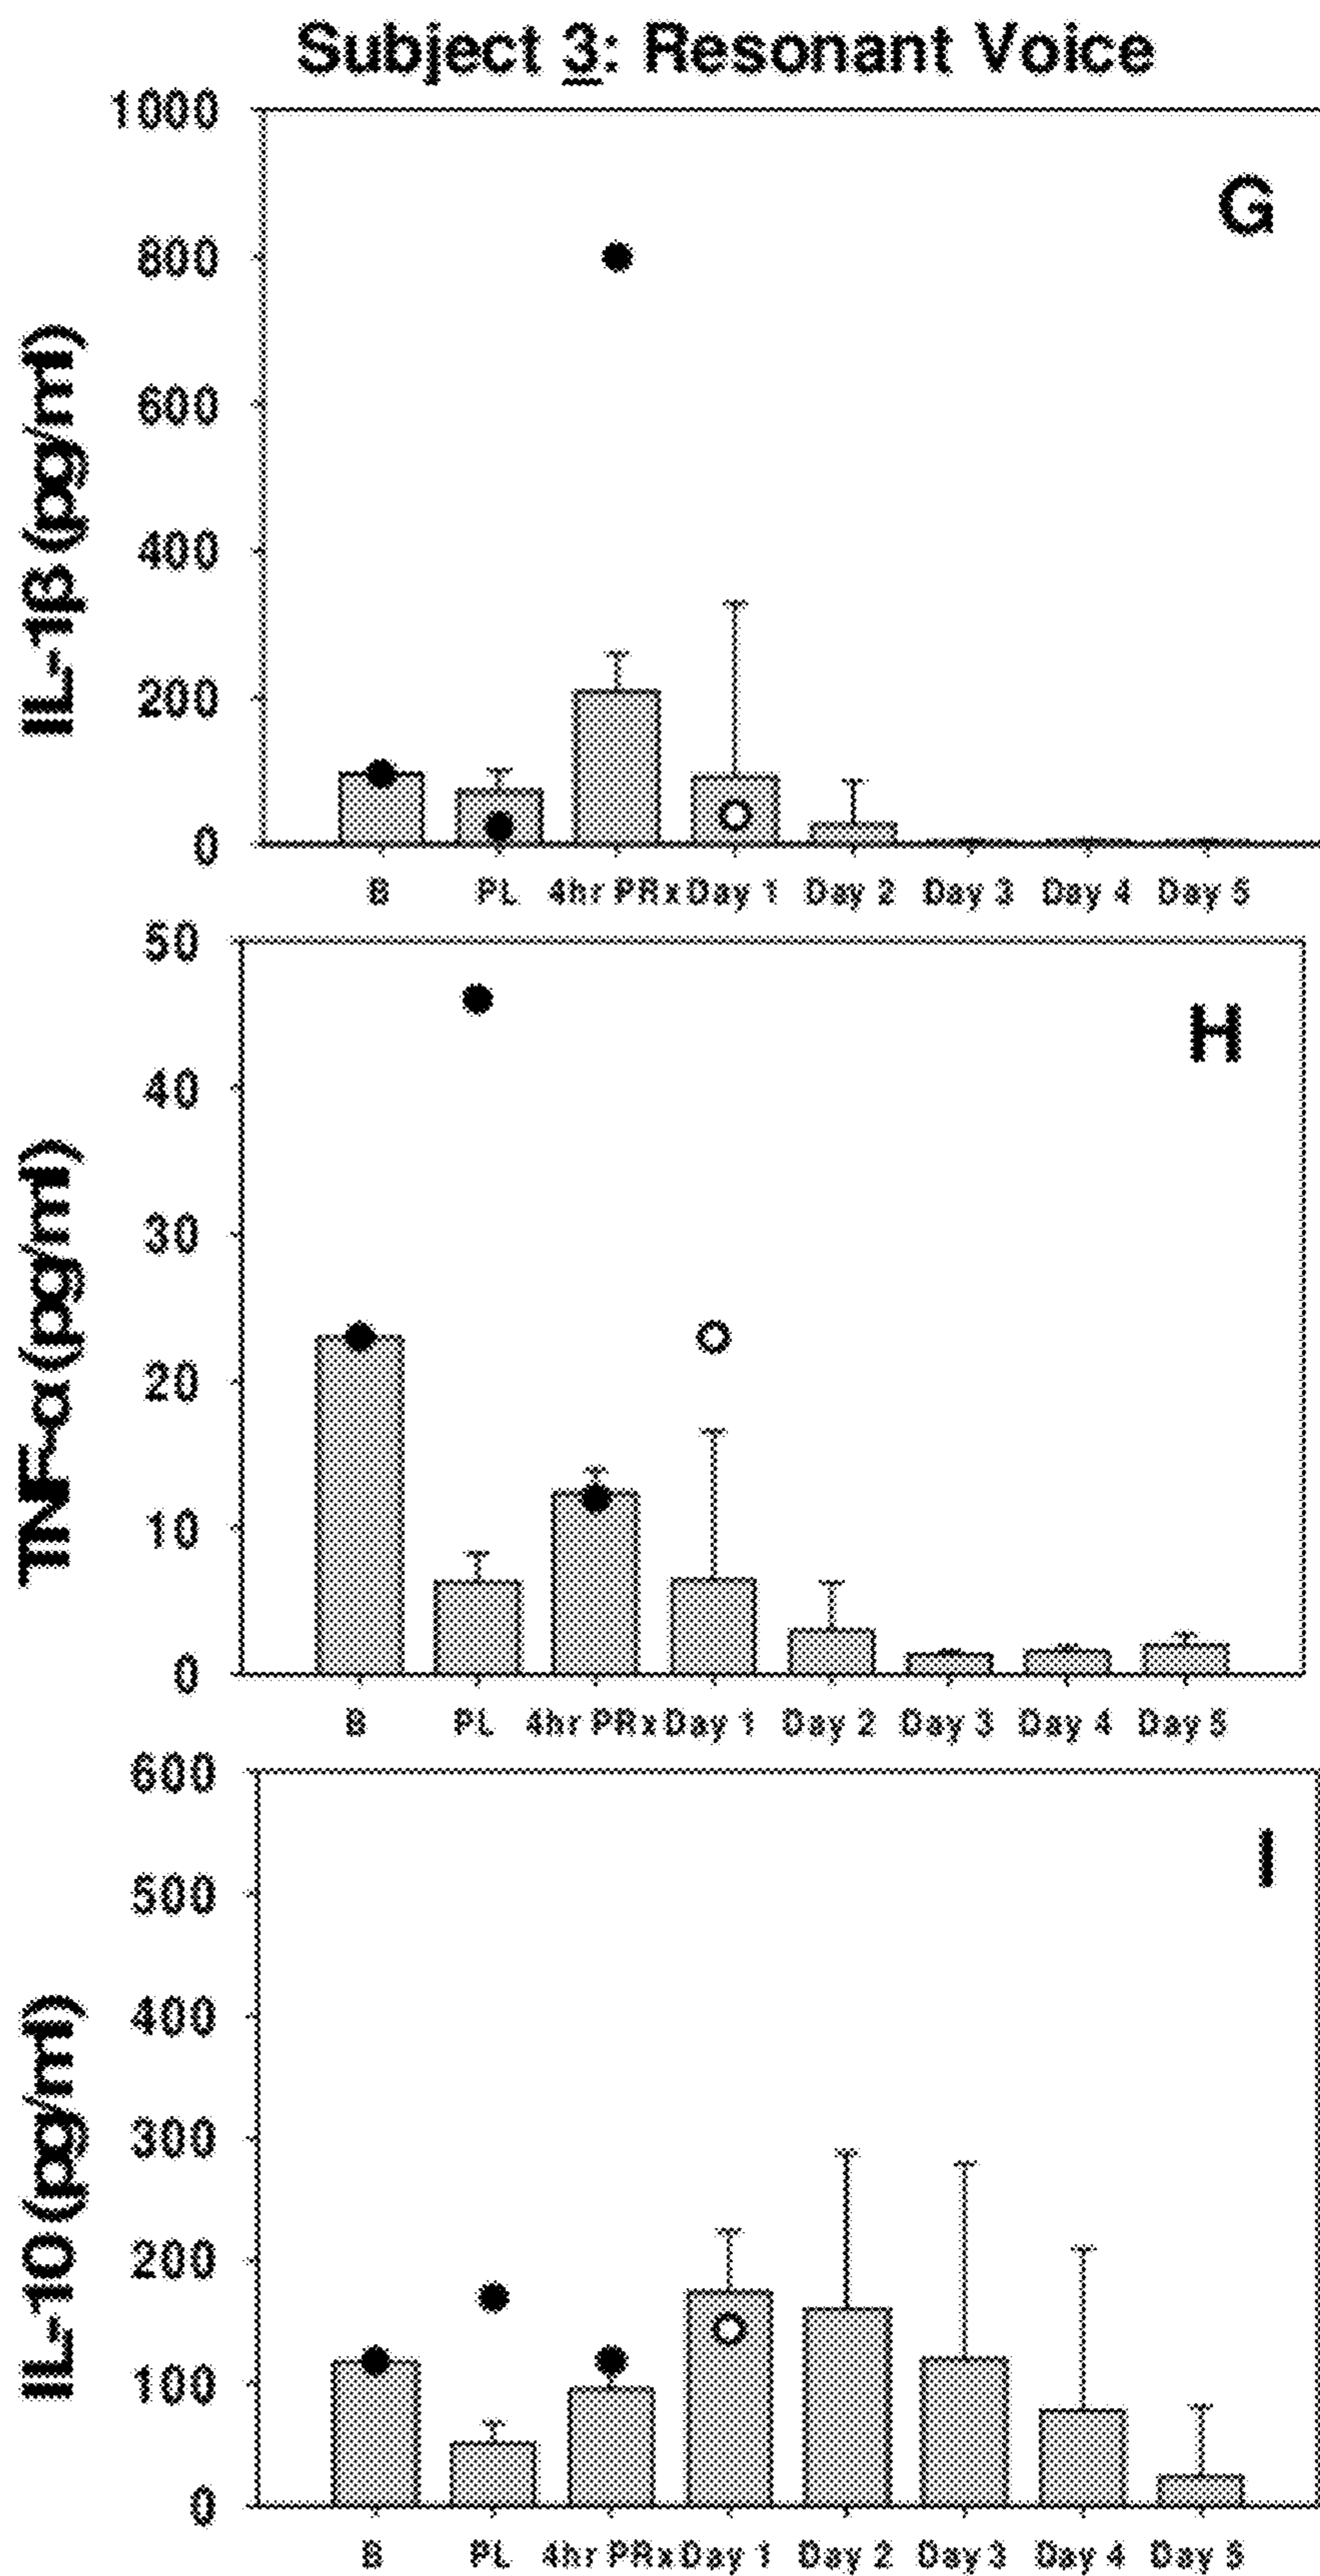 Subject 3: Resonant Voice
G
IL-1β (pg/ml)
1000
800
600
400
200
0
B PL 4hr PRx Day 1 Day 2 Day 3 Day 4 Day 5
H
TNF-α (pg/ml)
50
40
30
20
10
0
B PL 4hr PRx Day 1 Day 2 Day 3 Day 4 Day 5
I
IL-10 (pg/ml)
600
500
400
300
200
100
0
B PL 4hr PRx Day 1 Day 2 Day 3 Day 4 Day 5